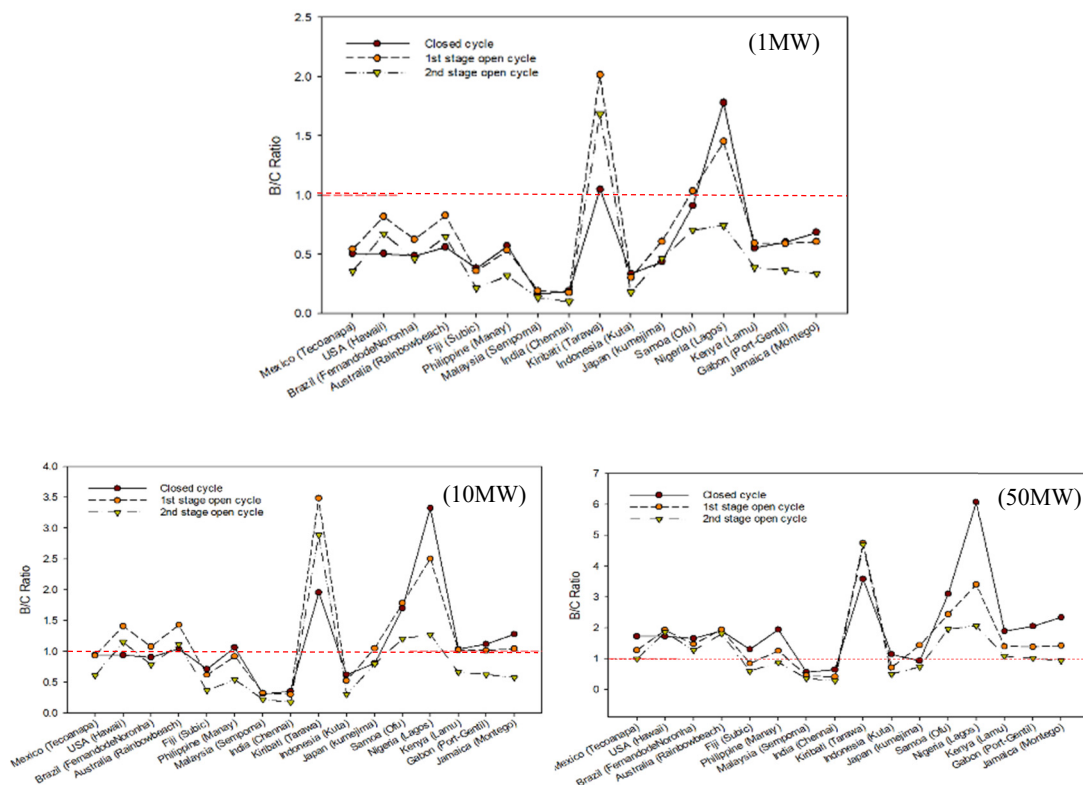 (1MW)
Closed cycle
1st stage open cycle
2nd stage open cycle
B/C Ratio
2.5
2.0
1.5
1.0
0.5
0.0
Mexico (Tecoanapa)
USA (Hawaii)
Brazil (FernandodeNoronha)
Australia (Rainbowbeach)
Fiji (Subic)
Philippine (Manay)
Malaysia (Semporna)
India (Chennai)
Kiribati (Tarawa)
Indonesia (Kuta)
Japan (kumejima)
Samoa (Ofu)
Nigeria (Lagos)
Kenya (Lamu)
Gabon (Port-Gentil)
Jamaica (Montego)
(10MW)
Closed cycle
1st stage open cycle
2nd stage open cycle
B/C Ratio
4.0
3.5
3.0
2.5
2.0
1.5
1.0
0.5
0.0
Mexico (Tecoanapa)
USA (Hawaii)
Brazil (FernandodeNoronha)
Australia (Rainbowbeach)
Fiji (Subic)
Philippine (Manay)
Malaysia (Semporna)
India (Chennai)
Kiribati (Tarawa)
Indonesia (Kuta)
Japan (kumejima)
Samoa (Ofu)
Nigeria (Lagos)
Kenya (Lamu)
Gabon (Port-Gentil)
Jamaica (Montego)
(50MW)
Closed cycle
1st stage open cycle
2nd stage open cycle
B/C Ratio
7
6
5
4
3
2
1
0
Mexico (Tecoanapa)
USA (Hawaii)
Brazil (FernandodeNoronha)
Australia (Rainbowbeach)
Fiji (Subic)
Philippine (Manay)
Malaysia (Semporna)
India (Chennai)
Kiribati (Tarawa)
Indonesia (Kuta)
Japan (kumejima)
Samoa (Ofu)
Nigeria (Lagos)
Kenya (Lamu)
Gabon (Port-Gentil)
Jamaica (Montego)